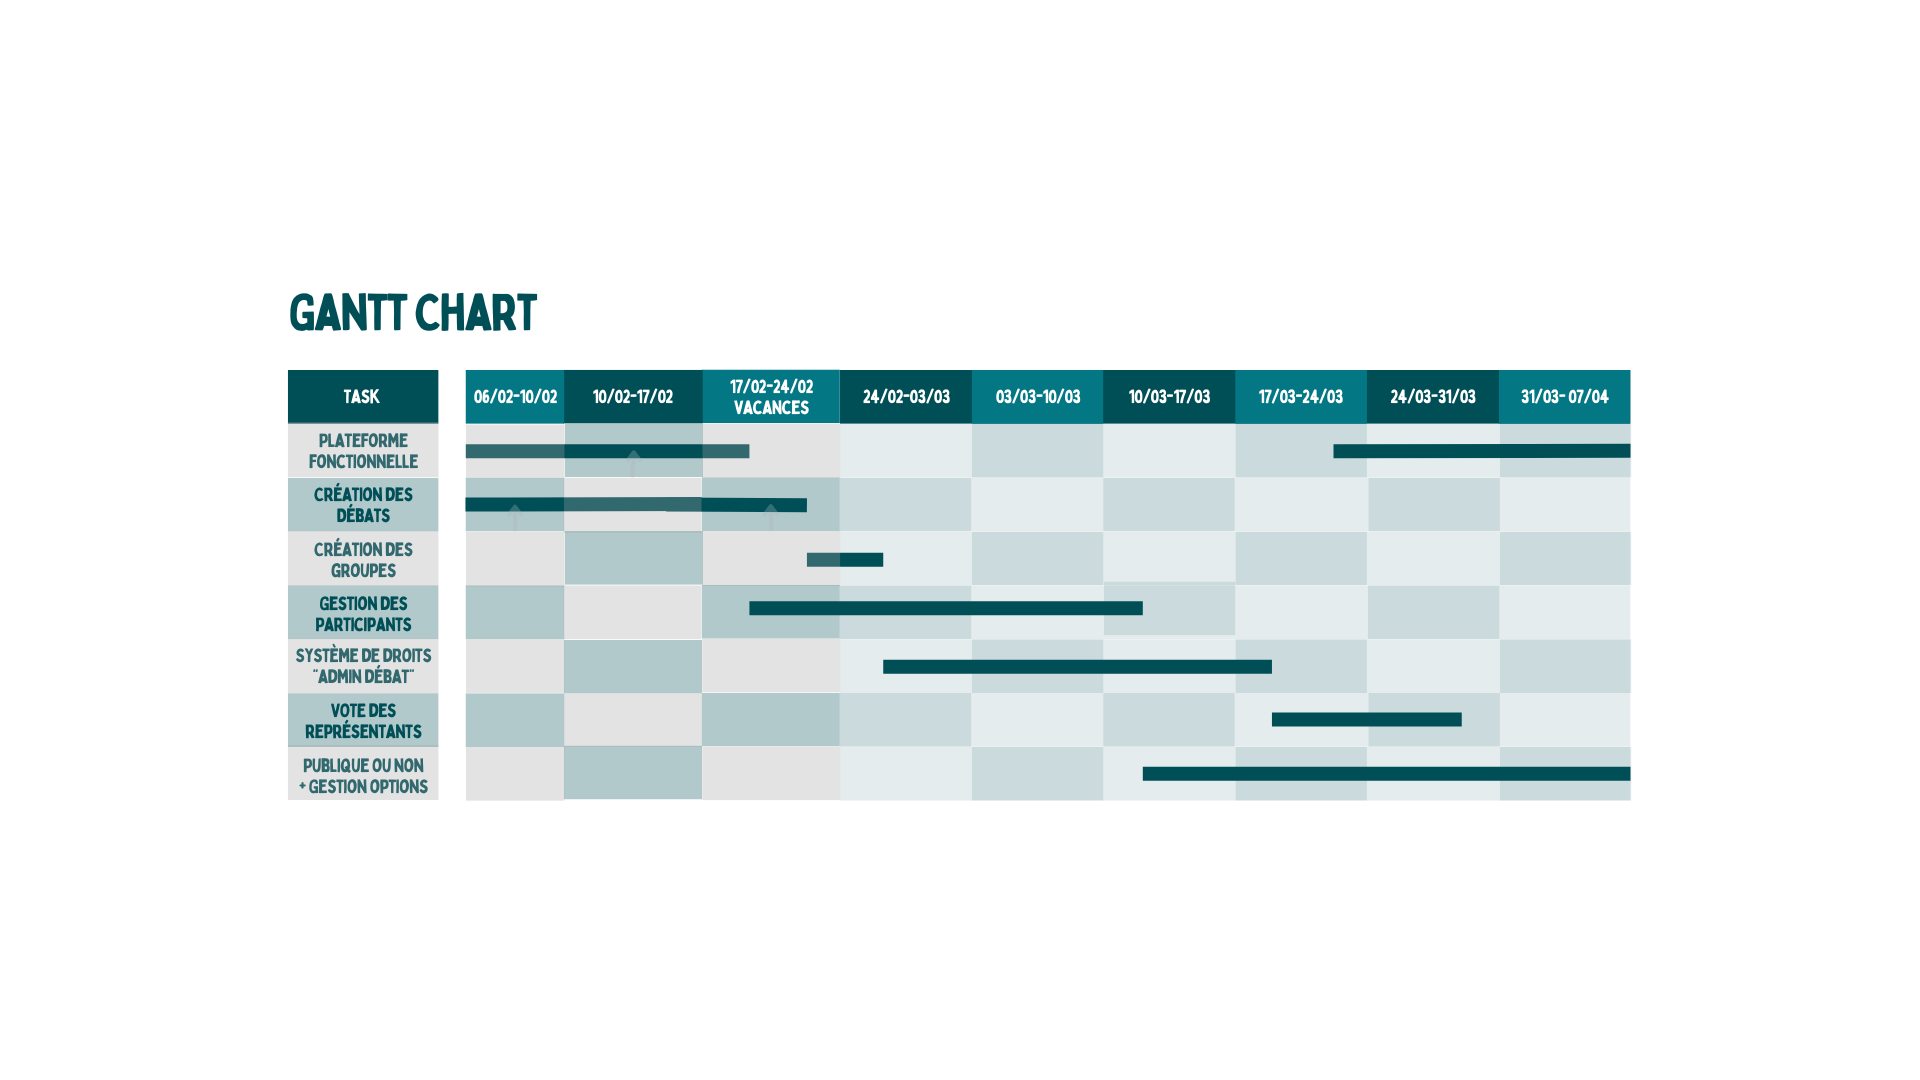 GANTT CHART
TASK
06/02-10/02
10/02-17/02
17/02-24/02
VACANCES
24/02-03/03
03/03-10/03
10/03-17/03
17/03-24/03
24/03-31/03
31/03- 07/04
PLATEFORME
FONCTIONNELLE
CRÉATION DES
DÉBATS
CRÉATION DES
GROUPES
GESTION DES
PARTICIPANTS
SYSTÈME DE DROITS
"ADMIN DÉBAT"
VOTE DES
REPRÉSENTANTS
PUBLIQUE OU NON
+ GESTION OPTIONS